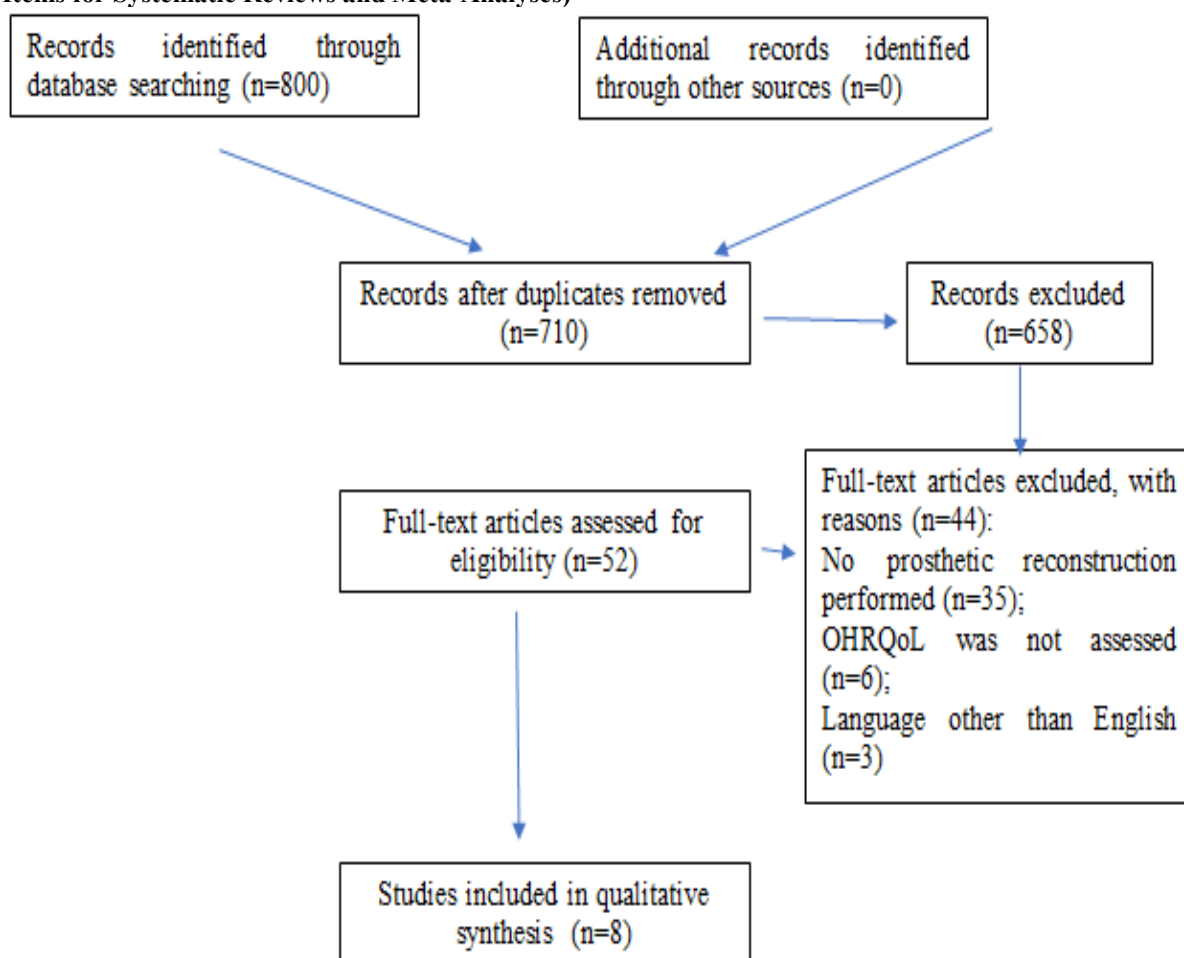 Items for Systematic Reviews and Meta-Analyses)
Records identified through
database searching (n=800)
Additional records identified
through other sources (n=0)
Records after duplicates removed
(n=710)
Records excluded
(n=658)
Full-text articles assessed for
eligibility (n=52)
Full-text articles excluded, with
reasons (n=44):
No prosthetic reconstruction
performed (n=35);
OHRQoL was not assessed
(n=6);
Language other than English
(n=3)
Studies included in qualitative
synthesis (n=8)